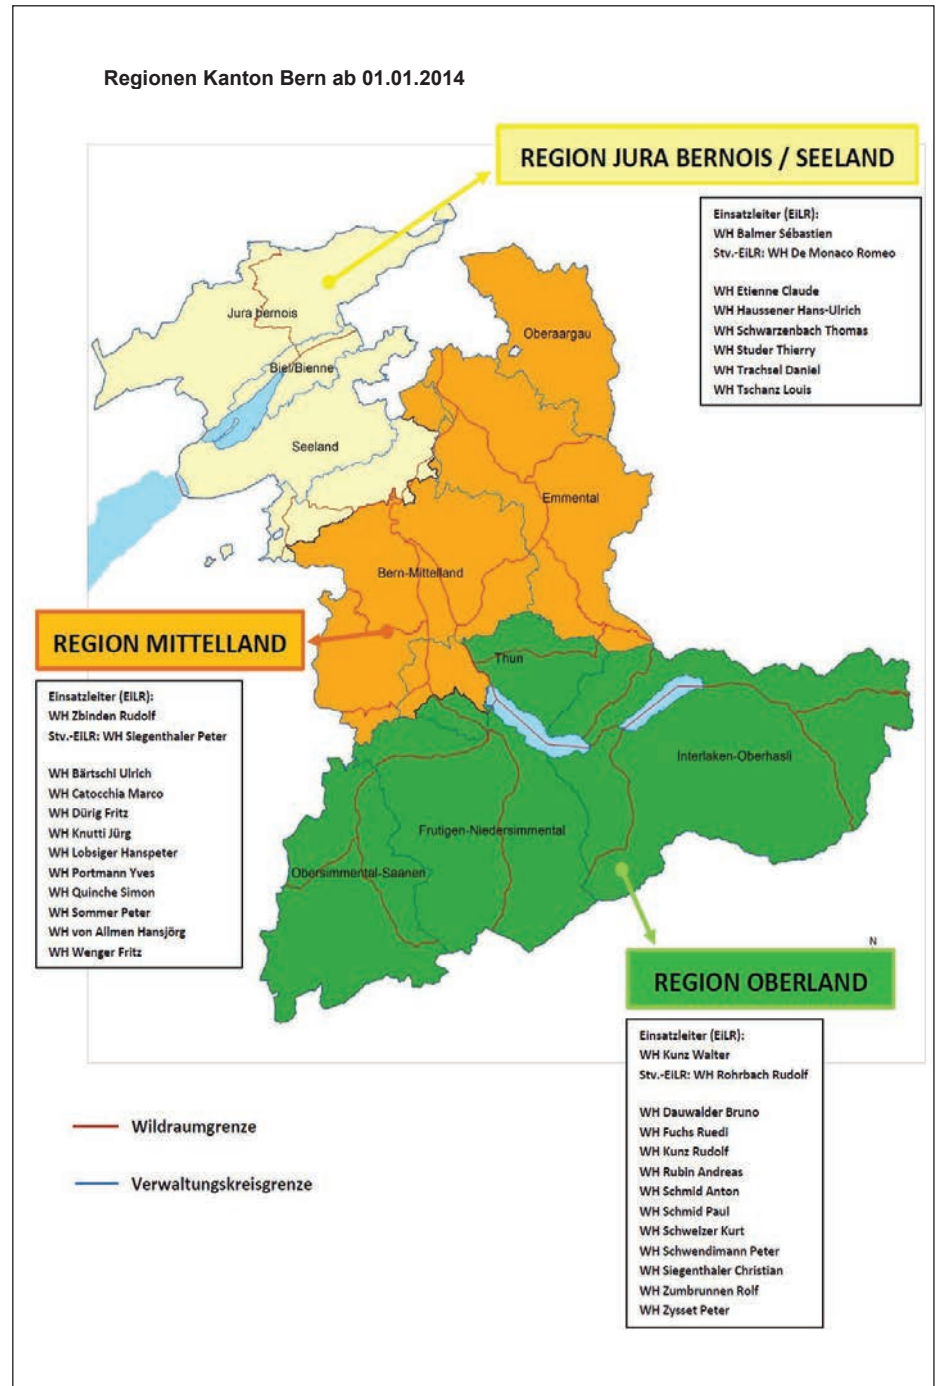 Regionen Kanton Bern ab 01.01.2014
REGION JURA BERNOIS / SEELAND
Einsatzleiter (EiLR):
WH Balmer Sébastien
Stv.-EiLR: WH De Monaco Romeo
WH Etienne Claude
WH Haussener Hans-Ulrich
WH Schwarzenbach Thomas
WH Studer Thierry
WH Trachsel Daniel
WH Tschanz Louis
Jura bernois
Biel/Bienne
Seeland
Oberaargau
Emmental
Bern-Mittelland
Thun
Interlaken-Oberhasli
Frutigen-Niedersimmental
Obersimmental-Saanen
REGION MITTELLAND
Einsatzleiter (EiLR):
WH Zbinden Rudolf
Stv.-EiLR: WH Siegenthaler Peter
WH Bärtschi Ulrich
WH Catocchia Marco
WH Dürig Fritz
WH Knutti Jürg
WH Lobsiger Hanspeter
WH Portmann Yves
WH Quinche Simon
WH Sommer Peter
WH von Allmen Hansjörg
WH Wenger Fritz
N
REGION OBERLAND
Einsatzleiter (EiLR):
WH Kunz Walter
Stv.-EiLR: WH Rohrbach Rudolf
WH Dauwalder Bruno
WH Fuchs Ruedi
WH Kunz Rudolf
WH Rubin Andreas
WH Schmid Anton
WH Schmid Paul
WH Schweizer Kurt
WH Schwendimann Peter
WH Siegenthaler Christian
WH Zumbrunnen Rolf
WH Zysset Peter
Wildraumgrenze
Verwaltungskreisgrenze